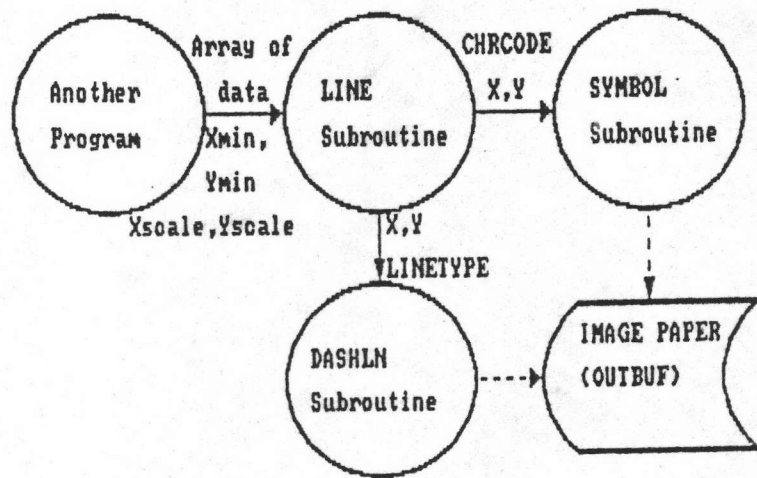 Another
Program
Array of
data
Xmin,
Ymin
Xscale,Yscale
LINE
Subroutine
CHRCODE
X,Y
SYMBOL
Subroutine
X,Y
LINETYPE
DASHLN
Subroutine
IMAGE PAPER
(OUTBUF)